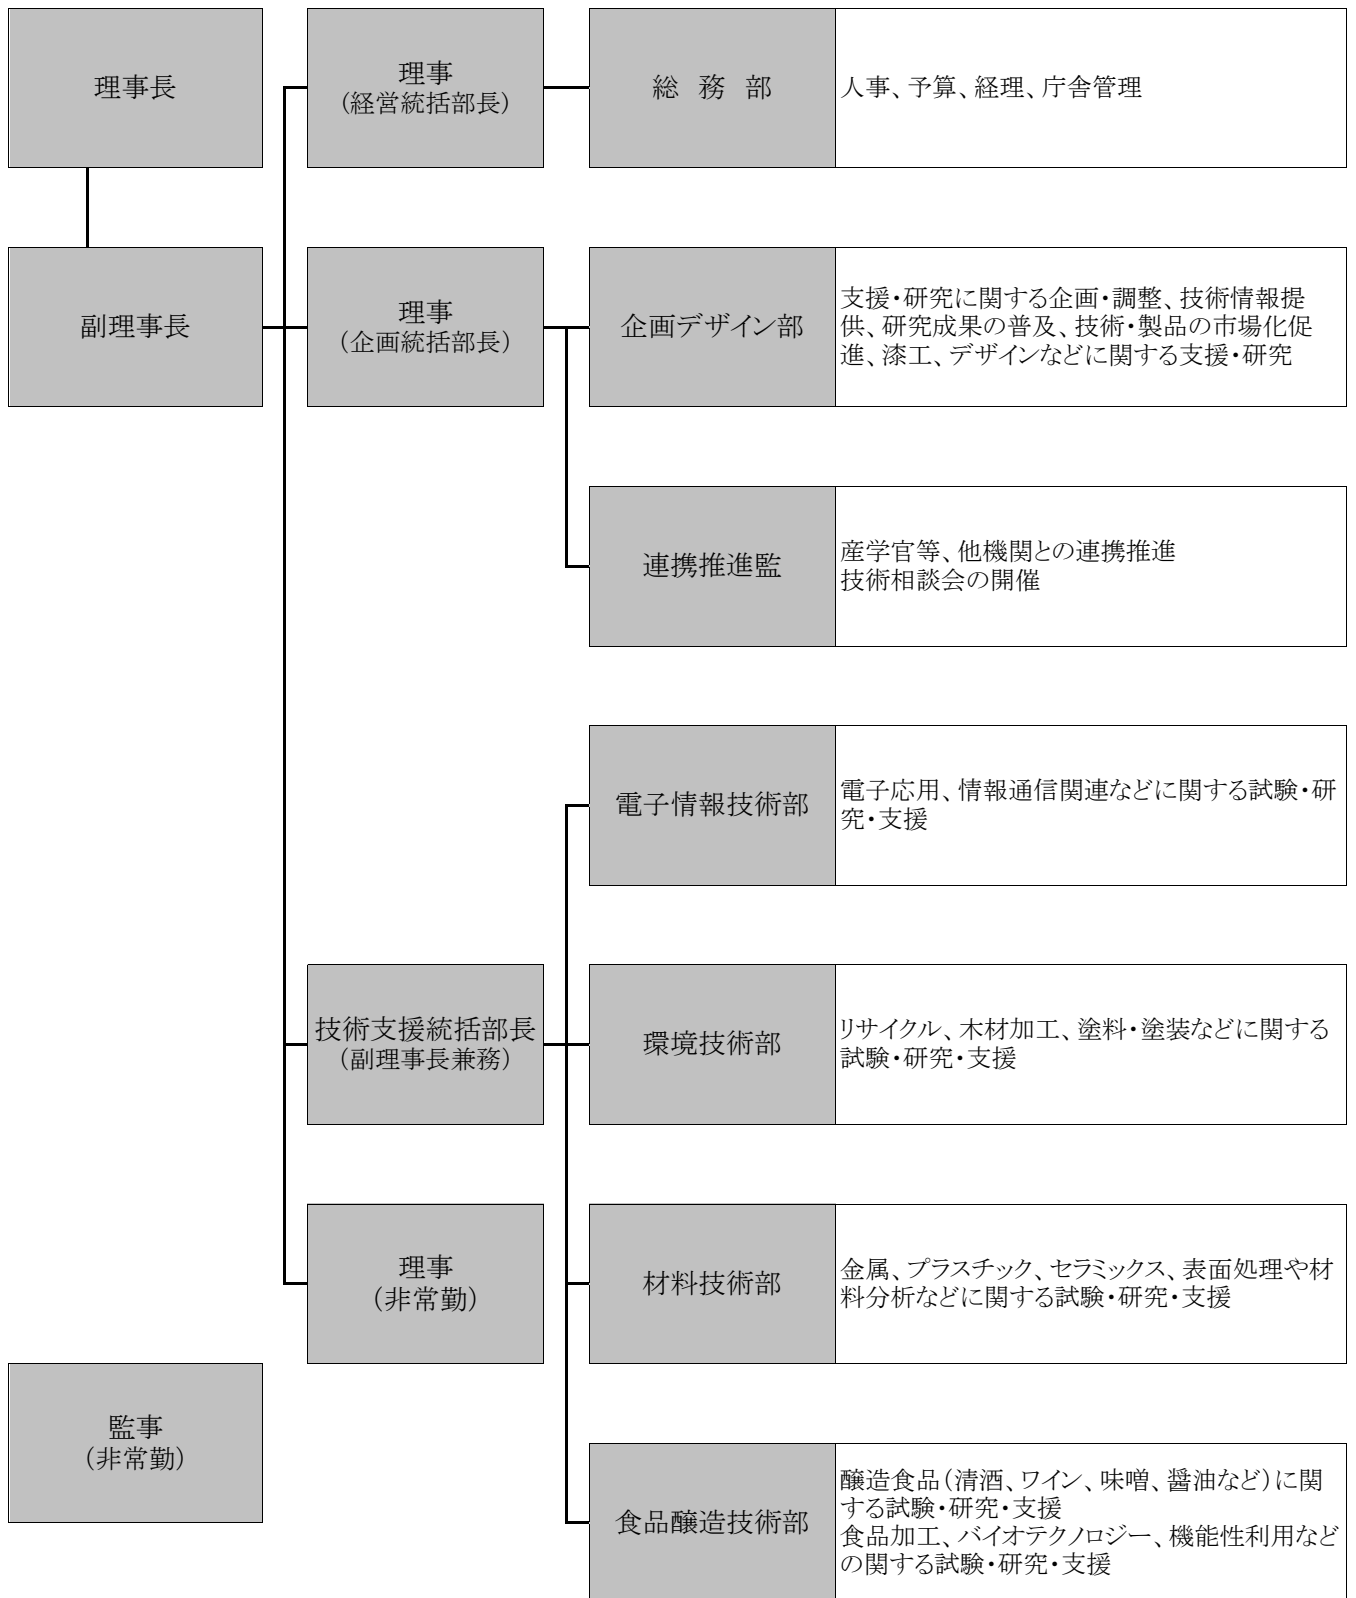 理事長
理事
(経営統括部長)
総 務 部
人事、予算、経理、庁舎管理
副理事長
理事
(企画統括部長)
企画デザイン部
支援・研究に関する企画・調整、技術情報提
供、研究成果の普及、技術・製品の市場化促
進、漆工、デザインなどに関する支援・研究
連携推進監
産学官等、他機関との連携推進
技術相談会の開催
電子情報技術部
電子応用、情報通信関連などに関する試験・研
究・支援
技術支援統括部長
(副理事長兼務)
環境技術部
リサイクル、木材加工、塗料・塗装などに関する
試験・研究・支援
理事
(非常勤)
材料技術部
金属、プラスチック、セラミックス、表面処理や材
料分析などに関する試験・研究・支援
監事
(非常勤)
食品醸造技術部
醸造食品(清酒、ワイン、味噌、醤油など)に関
する試験・研究・支援
食品加工、バイオテクノロジー、機能性利用など
の関する試験・研究・支援